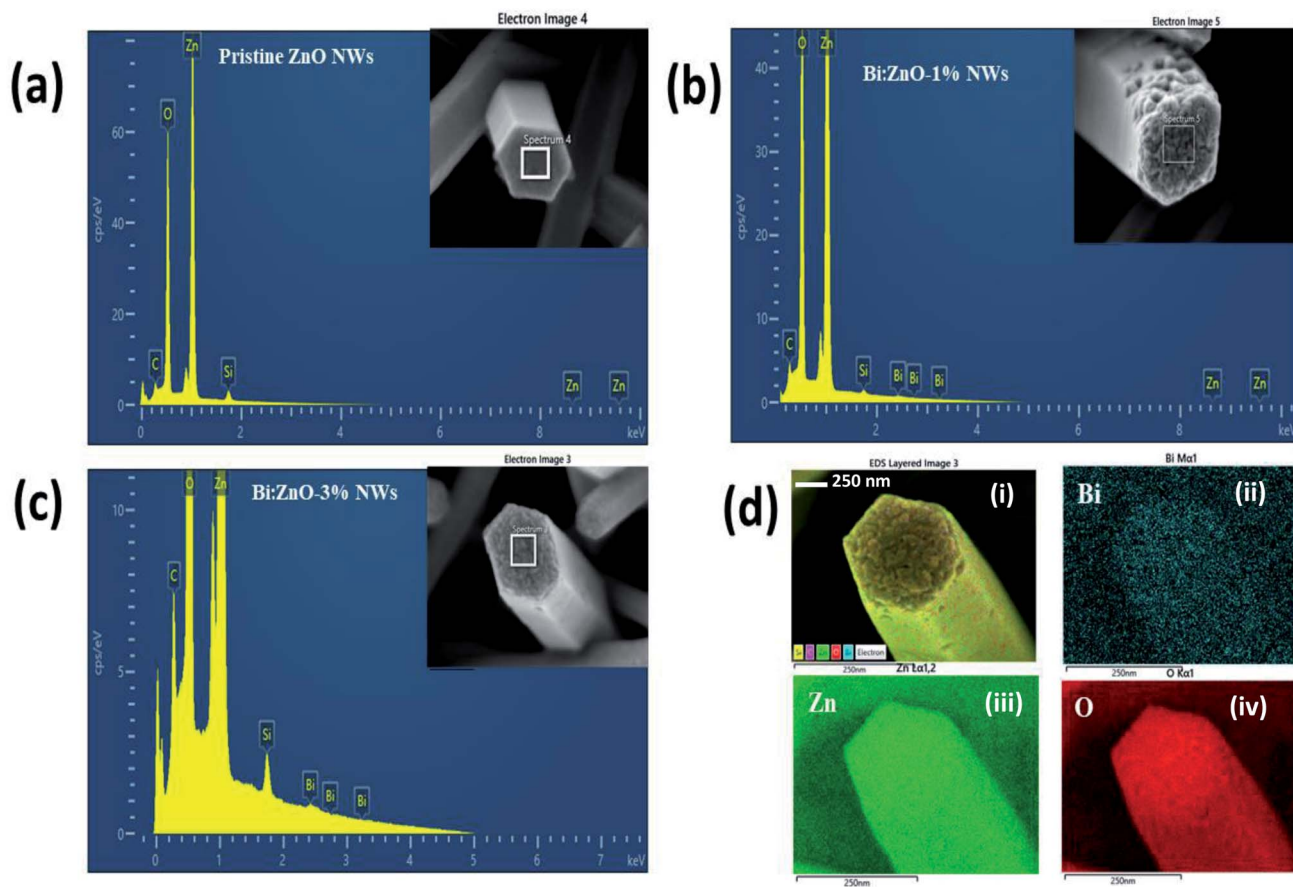 (a)
Electron Image 4
Pristine ZnO NWs
Zn
O
C
Si
Zn
Zn
Spectrum 4
cps/eV
60
40
20
0
0
2
4
6
8
keV
(b)
Electron Image 5
Bi:ZnO-1% NWs
O
Zn
C
Si
Bi
Bi
Bi
Zn
Zn
Spectrum 5
cps/eV
40
30
20
10
0
2
4
6
8
keV
(c)
Electron Image 3
Bi:ZnO-3% NWs
O
Zn
C
Si
Bi
Bi
Bi
Spectrum
cps/eV
10
5
0
0
1
2
3
4
5
6
7
keV
(d)
EDS Layered Image 3
250 nm
(i)
Electron
250nm
Bi Mα1
Bi
(ii)
250nm
Zn Lα1,2
Zn
(iii)
250nm
O Kα1
O
(iv)
250nm